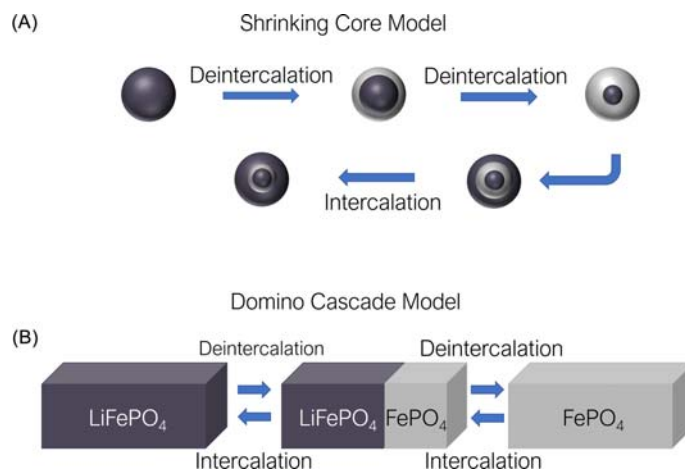 (A)
Shrinking Core Model
Deintercalation Deintercalation
Intercalation
Domino Cascade Model
(B)
Deintercalation Deintercalation
LiFePO₄ LiFePO₄ FePO₄ FePO₄
Intercalation Intercalation